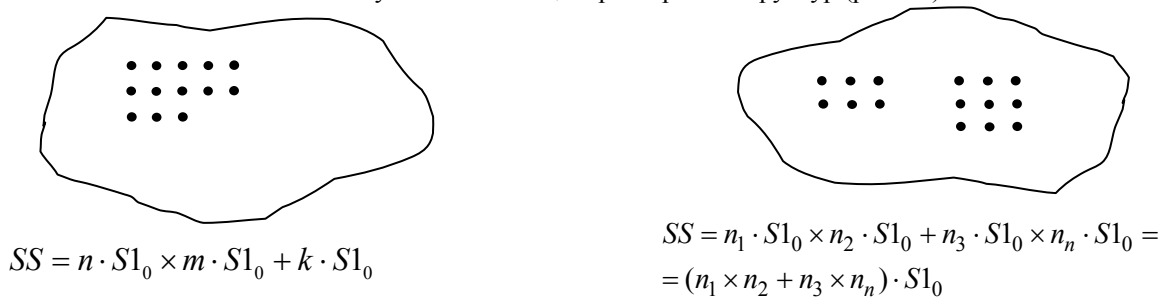 SS = n · S1₀ × m · S1₀ + k · S1₀
SS = n₁ · S1₀ × n₂ · S1₀ + n₃ · S1₀ × nₙ · S1₀ =
= (n₁ × n₂ + n₃ × nₙ) · S1₀